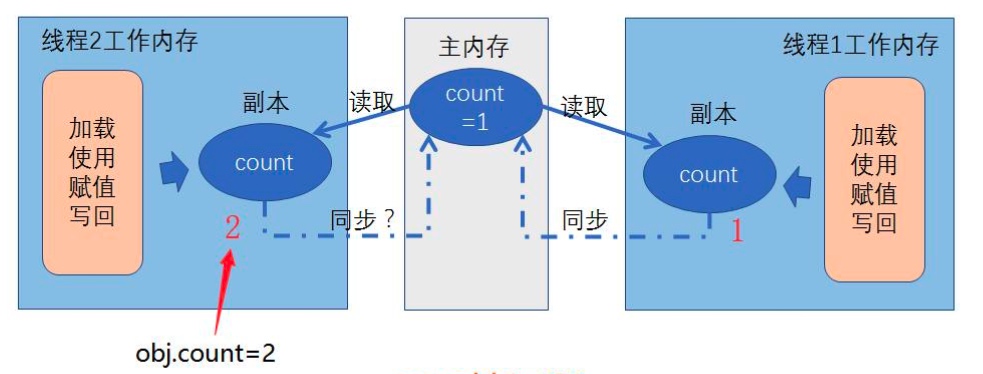 线程2工作内存
主内存
线程1工作内存
加载
使用
赋值
写回
副本
count
2
读取
count
=1
读取
副本
count
1
加载
使用
赋值
写回
同步？
同步
obj.count=2